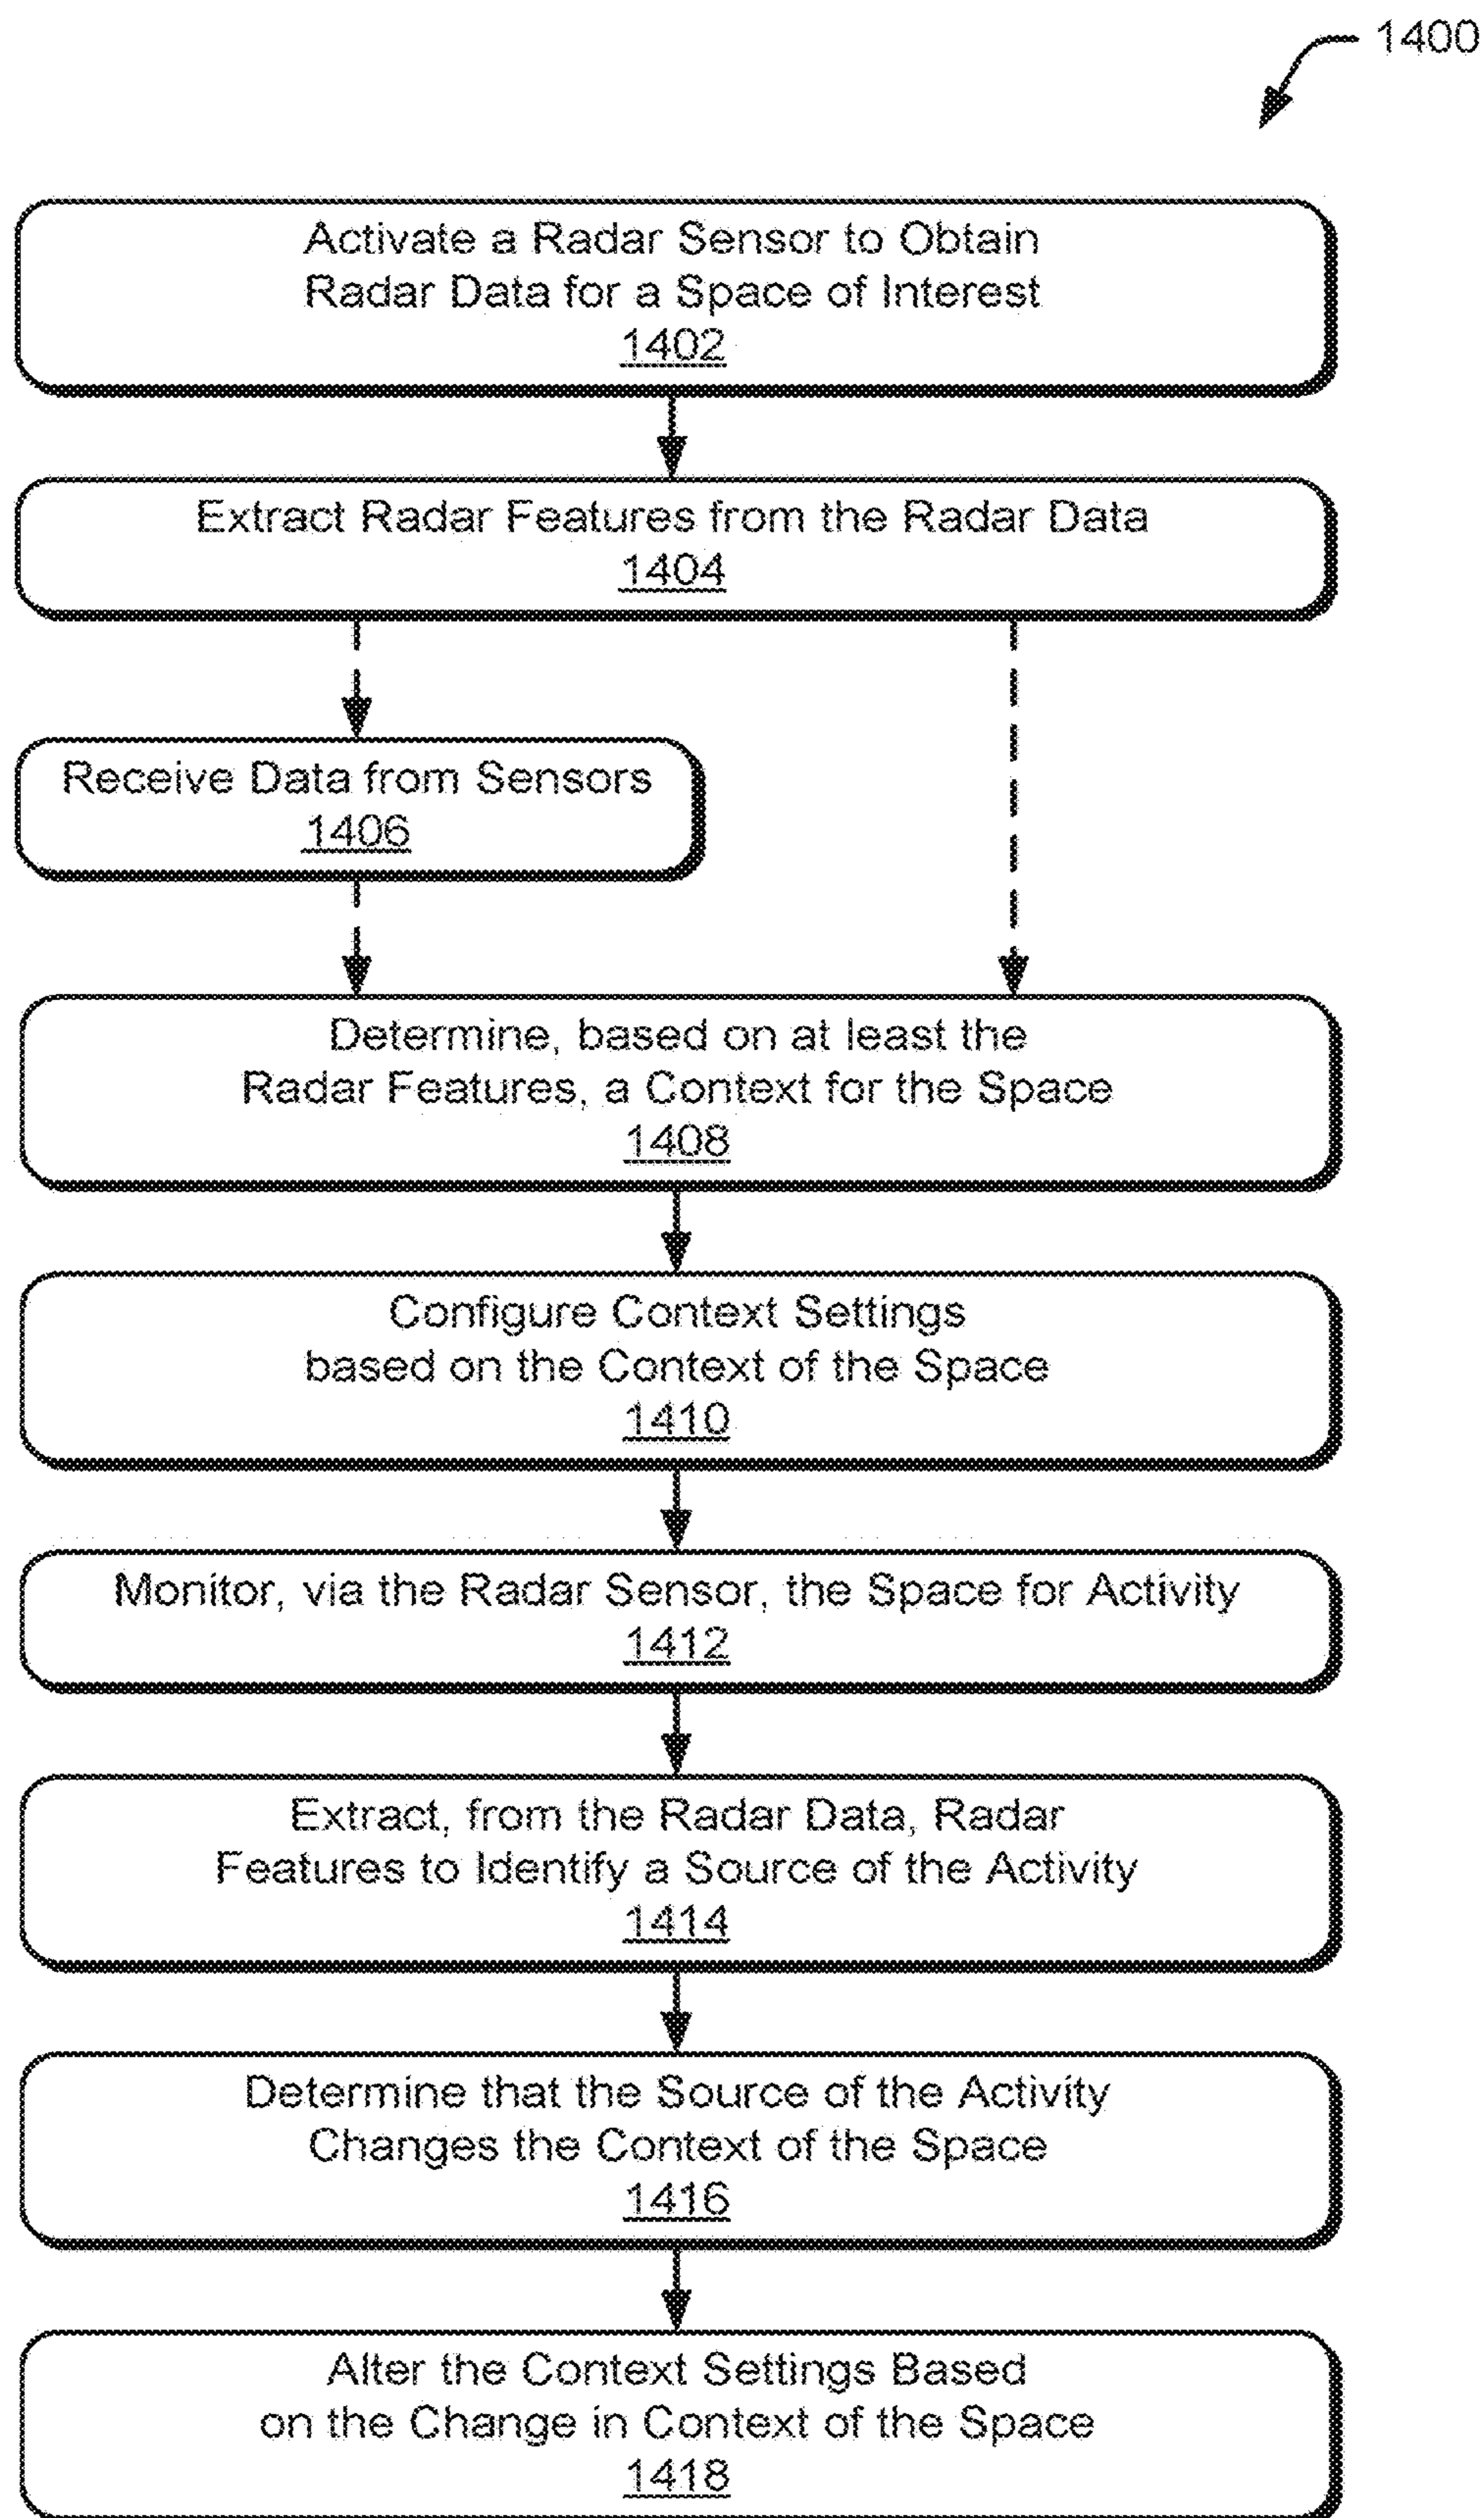 1400
Activate a Radar Sensor to Obtain
Radar Data for a Space of Interest
1402
Extract Radar Features from the Radar Data
1404
Receive Data from Sensors
1406
Determine, based on at least the
Radar Features, a Context for the Space
1408
Configure Context Settings
based on the Context of the Space
1410
Monitor, via the Radar Sensor, the Space for Activity
1412
Extract, from the Radar Data, Radar
Features to Identify a Source of the Activity
1414
Determine that the Source of the Activity
Changes the Context of the Space
1416
Alter the Context Settings Based
on the Change in Context of the Space
1418